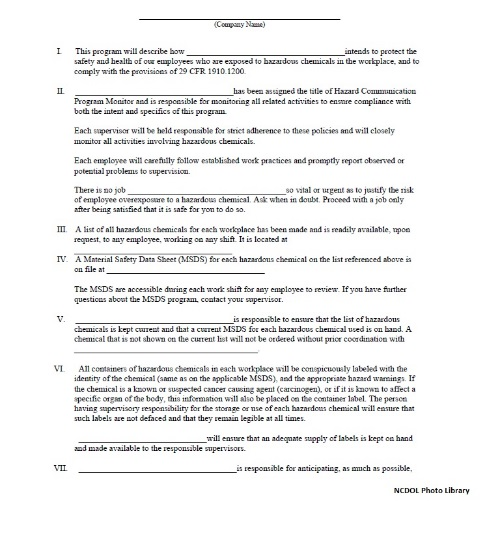 (Company Name)
I. This program will describe how ______________________ intends to protect the
safety and health of our employees who are exposed to hazardous chemicals in the workplace, and to
comply with the provisions of 29 CFR 1910.1200.
II. ______________________ has been assigned the title of Hazard Communication
Program Monitor and is responsible for monitoring all related activities to ensure compliance with
both the intent and specifics of this program.
Each supervisor will be held responsible for strict adherence to these policies and will closely
monitor all activities involving hazardous chemicals.
Each employee will carefully follow established work practices and promptly report observed or
potential problems to supervision.
There is no job ______________________ so vital or urgent as to justify the risk
of employee overexposure to a hazardous chemical. Ask when in doubt. Proceed with a job only
after being satisfied that it is safe for you to do so.
III. A list of all hazardous chemicals for each workplace has been made and is readily available, upon
request, to any employee, working on any shift. It is located at
______________________.
IV. A Material Safety Data Sheet (MSDS) for each hazardous chemical on the list referenced above is
on file at ______________________
The MSDS are accessible during each work shift for any employee to review. If you have further
questions about the MSDS program, contact your supervisor.
V. ______________________ is responsible to ensure that the list of hazardous
chemicals is kept current and that a current MSDS for each hazardous chemical used is on hand. A
chemical that is not shown on the current list will not be ordered without prior coordination with
______________________.
VI. All containers of hazardous chemicals in each workplace will be conspicuously labeled with the
identity of the chemical (same as on the applicable MSDS), and the appropriate hazard warnings. If
the chemical is a known or suspected cancer causing agent (carcinogen), or if it is known to affect a
specific organ of the body, this information will also be placed on the container label. The person
having supervisory responsibility for the storage or use of each hazardous chemical will ensure that
such labels are not defaced and that they remain legible at all times.
______________________ will ensure that an adequate supply of labels is kept on hand
and made available to the responsible supervisors.
VII. ______________________ is responsible for anticipating, as much as possible,
NCDOL Photo Library